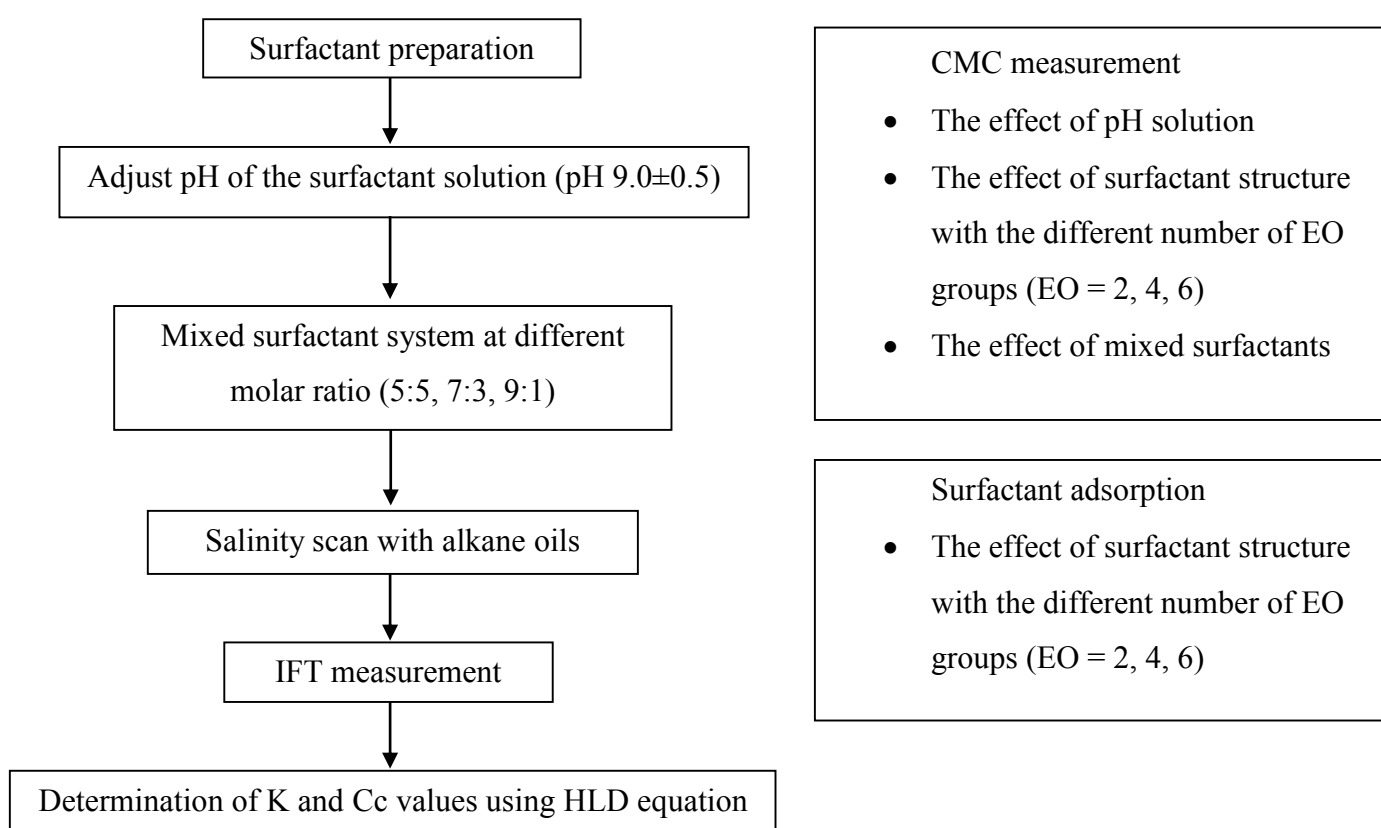 Surfactant preparation
Adjust pH of the surfactant solution (pH 9.0±0.5)
Mixed surfactant system at different
molar ratio (5:5, 7:3, 9:1)
Salinity scan with alkane oils
IFT measurement
Determination of K and Cc values using HLD equation
CMC measurement
• The effect of pH solution
• The effect of surfactant structure
with the different number of EO
groups (EO = 2, 4, 6)
• The effect of mixed surfactants
Surfactant adsorption
• The effect of surfactant structure
with the different number of EO
groups (EO = 2, 4, 6)